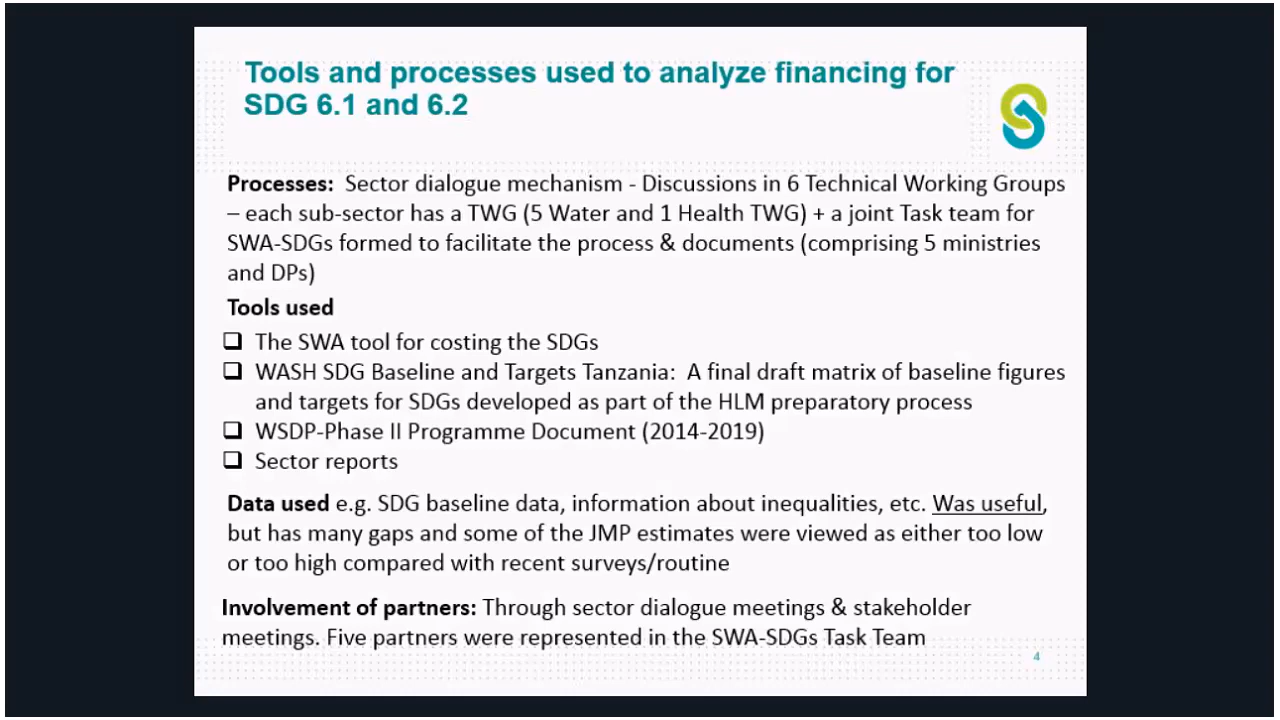 Tools and processes used to analyze financing for
SDG 6.1 and 6.2
Processes: Sector dialogue mechanism - Discussions in 6 Technical Working Groups
– each sub-sector has a TWG (5 Water and 1 Health TWG) + a joint Task team for
SWA-SDGs formed to facilitate the process & documents (comprising 5 ministries
and DPs)
Tools used
❑ The SWA tool for costing the SDGs
❑ WASH SDG Baseline and Targets Tanzania: A final draft matrix of baseline figures
and targets for SDGs developed as part of the HLM preparatory process
❑ WSDP-Phase II Programme Document (2014-2019)
❑ Sector reports
Data used e.g. SDG baseline data, information about inequalities, etc. Was useful,
but has many gaps and some of the JMP estimates were viewed as either too low
or too high compared with recent surveys/routine
Involvement of partners: Through sector dialogue meetings & stakeholder
meetings. Five partners were represented in the SWA-SDGs Task Team
4